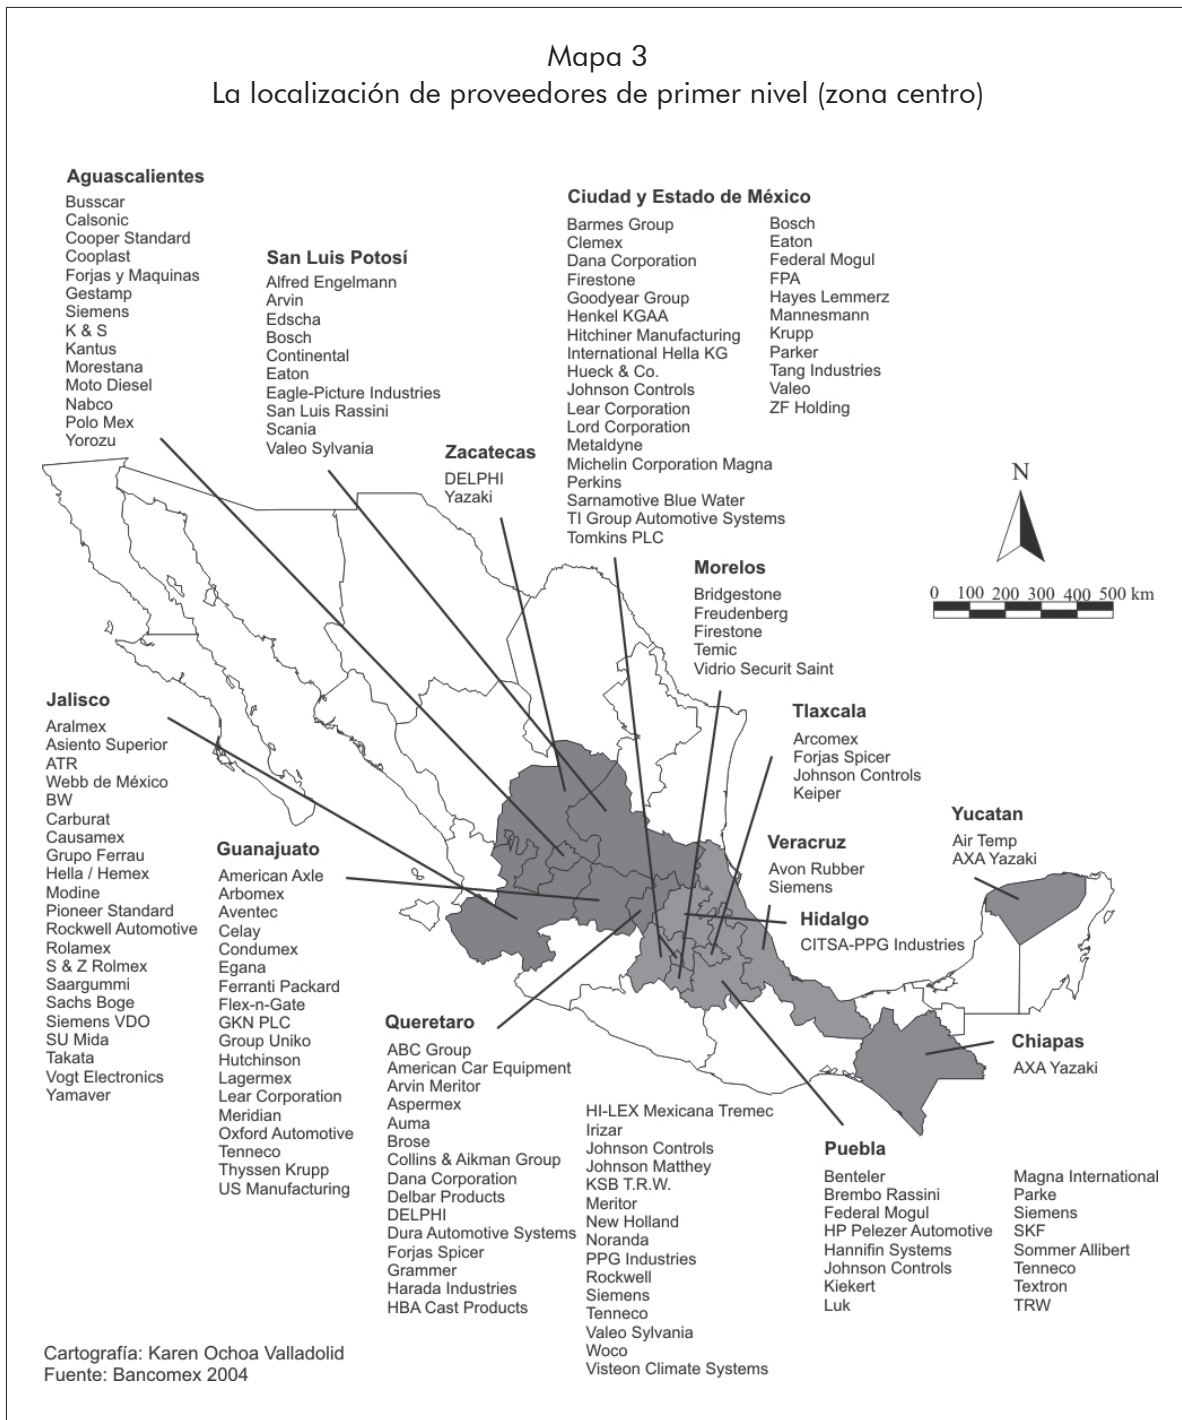 Mapa 3
La localización de proveedores de primer nivel (zona centro)
Aguascalientes
Busscar
Calsonic
Cooper Standard
Cooplast
Forjas y Maquinas
Gestamp
Siemens
K & S
Kantus
Morestana
Moto Diesel
Nabco
Polo Mex
Yorozu
San Luis Potosí
Alfred Engelmann
Arvin
Edscha
Bosch
Continental
Eaton
Eagle-Picture Industries
San Luis Rassini
Scania
Valeo Sylvania
Zacatecas
DELPHI
Yazaki
Ciudad y Estado de México
Barmes Group
Clemex
Dana Corporation
Firestone
Goodyear Group
Henkel KGAA
Hitchiner Manufacturing
International Hella KG
Hueck & Co.
Johnson Controls
Lear Corporation
Lord Corporation
Metaldyne
Michelin Corporation Magna
Perkins
Sarnamotive Blue Water
TI Group Automotive Systems
Tomkins PLC
Bosch
Eaton
Federal Mogul
FPA
Hayes Lemmerz
Mannesmann
Krupp
Parker
Tang Industries
Valeo
ZF Holding
N
0 100 200 300 400 500 km
Morelos
Bridgestone
Freudenberg
Firestone
Temic
Vidrio Securit Saint
Tlaxcala
Arcomex
Forjas Spicer
Johnson Controls
Keiper
Yucatan
Air Temp
AXA Yazaki
Veracruz
Avon Rubber
Siemens
Hidalgo
CITSA-PPG Industries
Jalisco
Aralmex
Asiento Superior
ATR
Webb de México
BW
Carburat
Causamex
Grupo Ferrau
Hella / Hemex
Modine
Pioneer Standard
Rockwell Automotive
Rolamex
S & Z Rolmex
Saargummi
Sachs Boge
Siemens VDO
SU Mida
Takata
Vogt Electronics
Yamaver
Guanajuato
American Axle
Arbomex
Aventec
Celay
Condumex
Egana
Ferranti Packard
Flex-n-Gate
GKN PLC
Group Uniko
Hutchinson
Lagermex
Lear Corporation
Meridian
Oxford Automotive
Tenneco
Thyssen Krupp
US Manufacturing
Queretaro
ABC Group
American Car Equipment
Arvin Meritor
Aspermex
Auma
Brose
Collins & Aikman Group
Dana Corporation
Delbar Products
DELPHI
Dura Automotive Systems
Forjas Spicer
Grammer
Harada Industries
HBA Cast Products
HI-LEX Mexicana Tremec
Irizar
Johnson Controls
Johnson Matthey
KSB T.R.W.
Meritor
New Holland
Noranda
PPG Industries
Rockwell
Siemens
Tenneco
Valeo Sylvania
Woco
Visteon Climate Systems
Chiapas
AXA Yazaki
Puebla
Benteler
Brembo Rassini
Federal Mogul
HP Pelezer Automotive
Hannifin Systems
Johnson Controls
Kiekert
Luk
Magna International
Parke
Siemens
SKF
Sommer Allibert
Tenneco
Textron
TRW
Cartografía: Karen Ochoa Valladolid
Fuente: Bancomex 2004